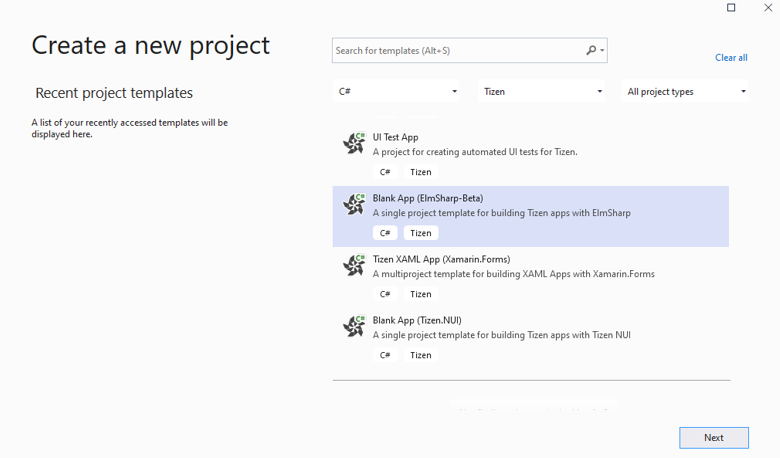 Create a new project
Search for templates (Alt+S)
Clear all
Recent project templates
C#
Tizen
All project types
A list of your recently accessed templates will be
displayed here.
UI Test App
A project for creating automated UI tests for Tizen.
C# Tizen
Blank App (ElmSharp-Beta)
A single project template for building Tizen apps with ElmSharp
C# Tizen
Tizen XAML App (Xamarin.Forms)
A multiproject template for building XAML Apps with Xamarin.Forms
C# Tizen
Blank App (Tizen.NUI)
A single project template for building Tizen apps with Tizen NUI
C# Tizen
Next